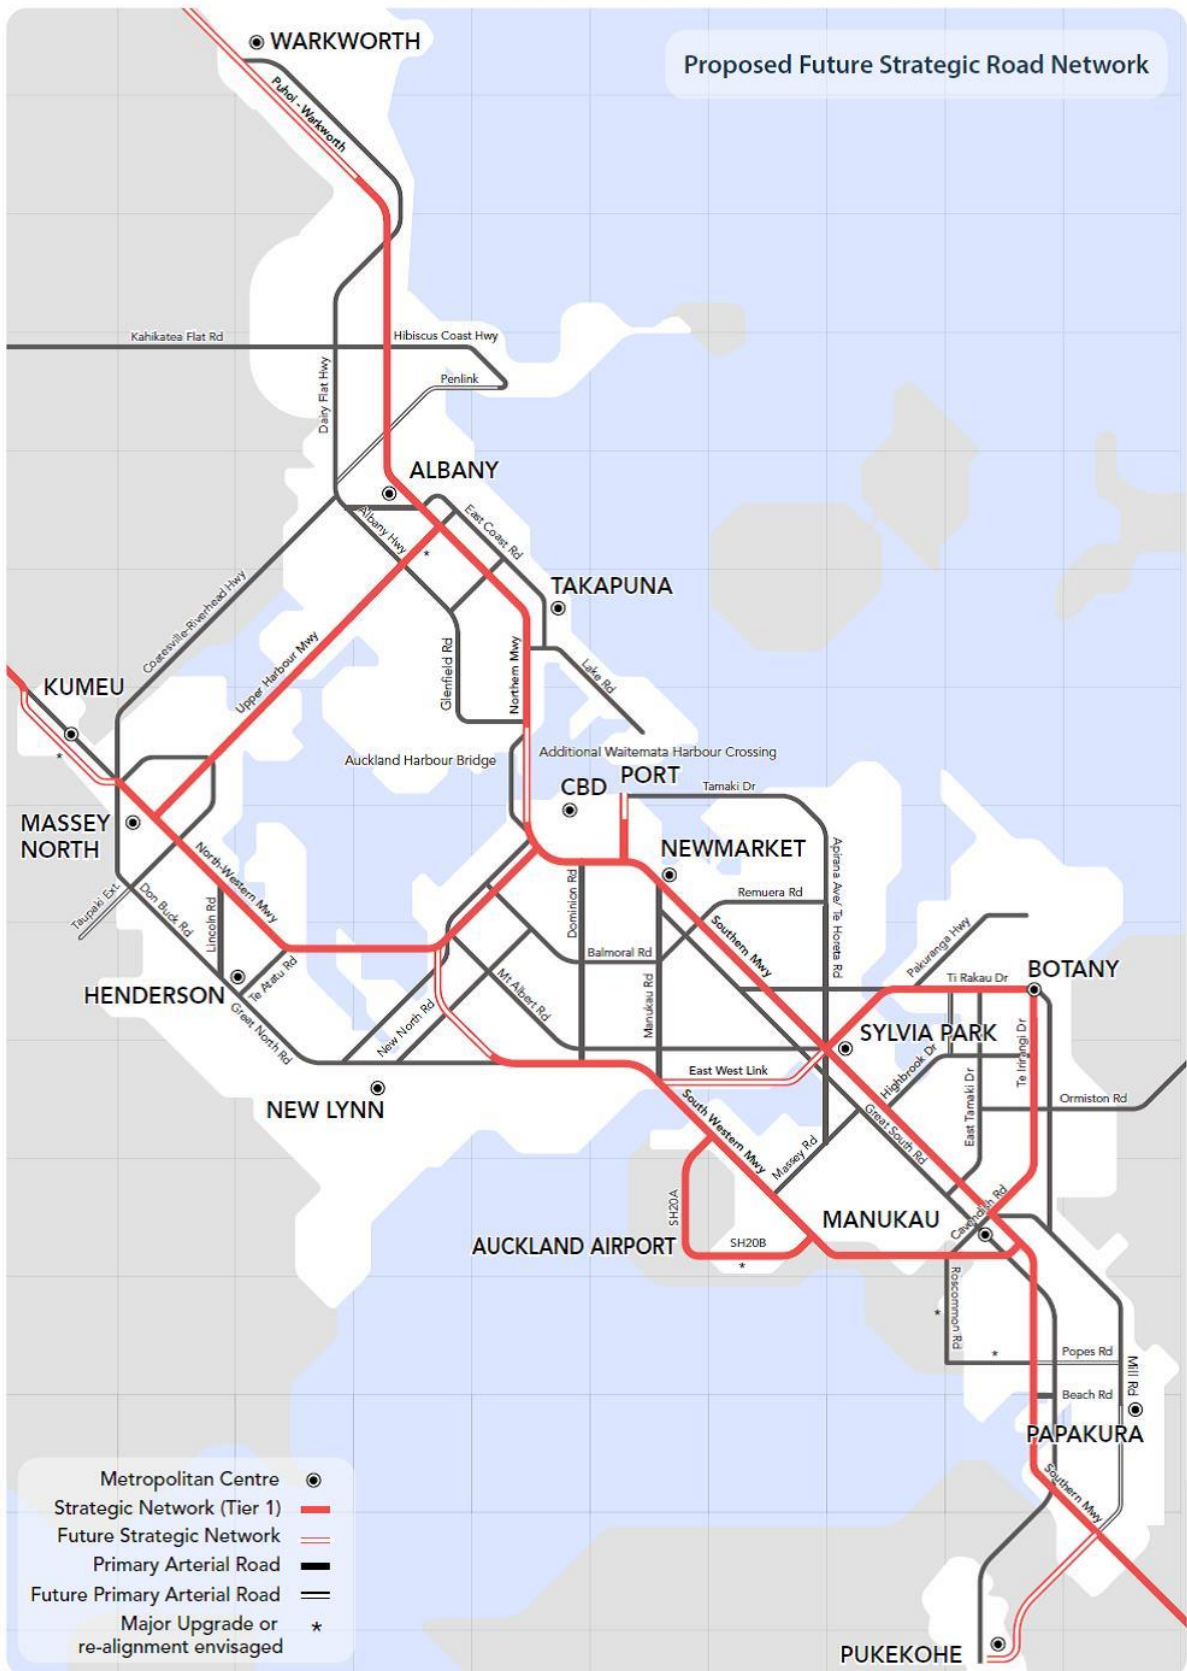 WARKWORTH
Proposed Future Strategic Road Network
Puhoi - Warkworth
Kahikatea Flat Rd
Hibiscus Coast Hwy
Penlink
Dairy Flat Hwy
ALBANY
Albany Hwy
*
East Coast Rd
TAKAPUNA
Coatesville-Riverhead Hwy
Upper Harbour Mwy
Glenfield Rd
Northern Mwy
Lake Rd
KUMEU
*
Auckland Harbour Bridge
Additional Waitemata Harbour Crossing
CBD
PORT
Tamaki Dr
MASSEY
NORTH
North-Western Mwy
NEWMARKET
Apirana Ave/ Te Horeta Rd
Taupaki Ext.
Don Buck Rd
Lincoln Rd
Dominion Rd
Remuera Rd
Southern Mwy
Pakuranga Hwy
Balmoral Rd
Te Atatu Rd
HENDERSON
Mt Albert Rd
Manukau Rd
Ti Rakau Dr
BOTANY
Great North Rd
New North Rd
SYLVIA PARK
Te Irirangi Dr
Highbrook Dr
East West Link
NEW LYNN
South Western Mwy
Great South Rd
East Tamaki Dr
Ormiston Rd
Massey Rd
SH20A
MANUKAU
Cavendish Rd
AUCKLAND AIRPORT
SH20B
*
Roscommon Rd
*
*
Popes Rd
Mill Rd
Beach Rd
PAPAKURA
Southern Mwy
Metropolitan Centre
Strategic Network (Tier 1)
Future Strategic Network
Primary Arterial Road
Future Primary Arterial Road
Major Upgrade or *
re-alignment envisaged
PUKEKOHE